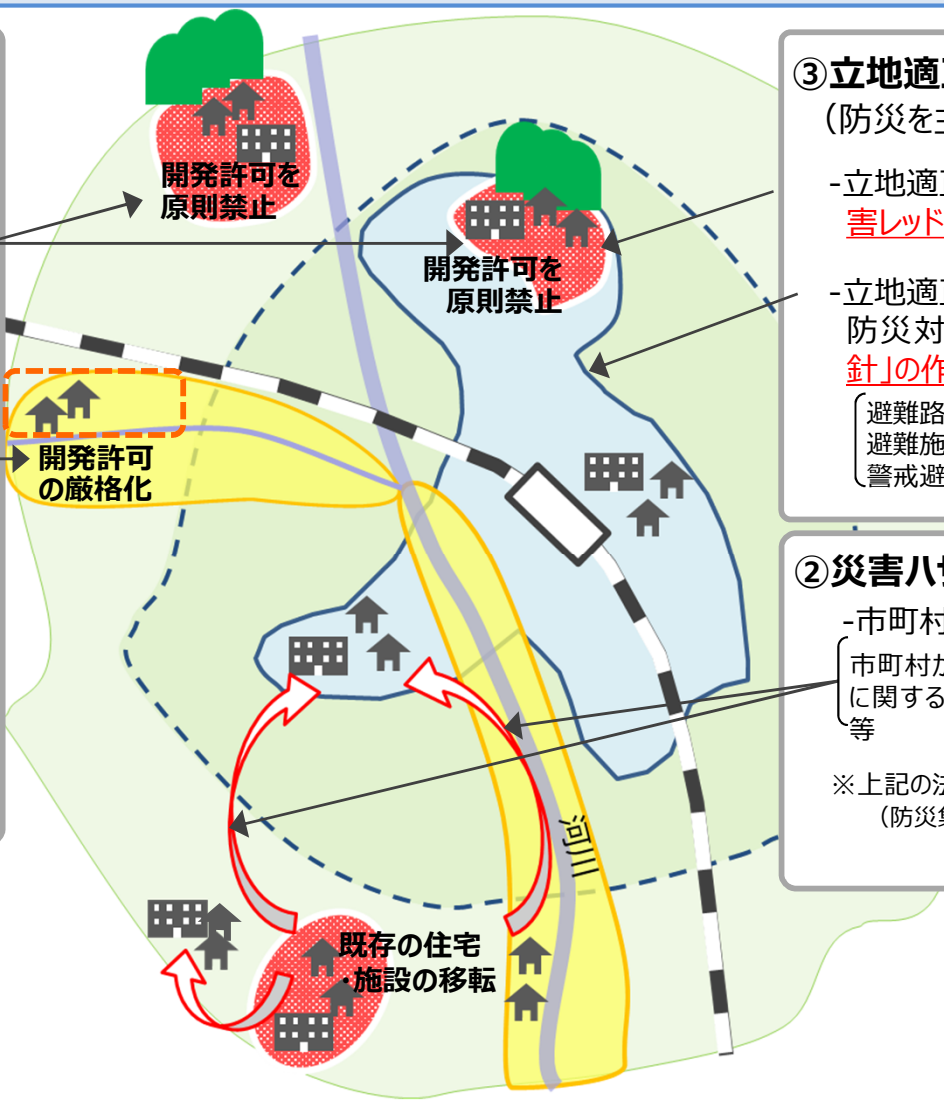 開発許可を
原則禁止
開発許可を
原則禁止
開発許可
の厳格化
河川
既存の住宅
・施設の移転
③立地適
（防災を
-立地適
害レッド
-立地適
防災対
針」の作
避難路
避難施
警戒避
②災害ハ
-市町村
市町村が
に関する
等
※上記の法
（防災集